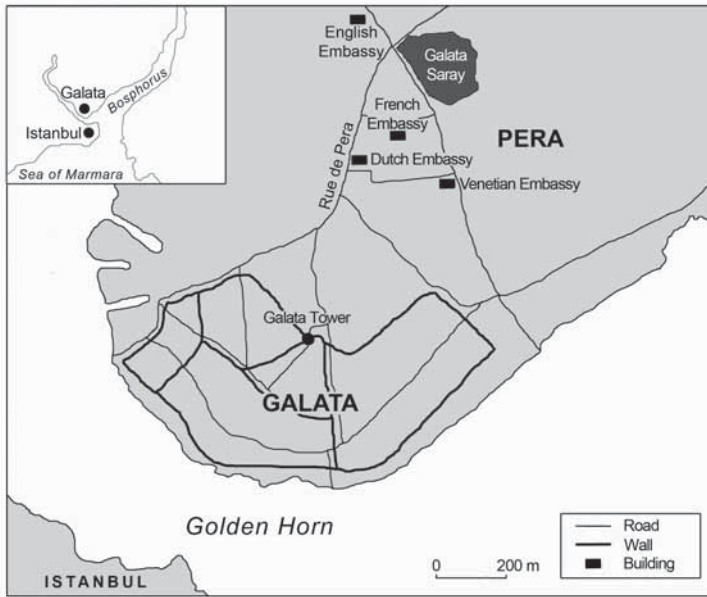 Galata
Bosphorus
Istanbul
Sea of Marmara
English
Embassy
Galata
Saray
French
Embassy
PERA
Dutch Embassy
Rue de Pera
Venetian Embassy
Galata Tower
GALATA
Golden Horn
ISTANBUL
0 200 m
Road
Wall
Building